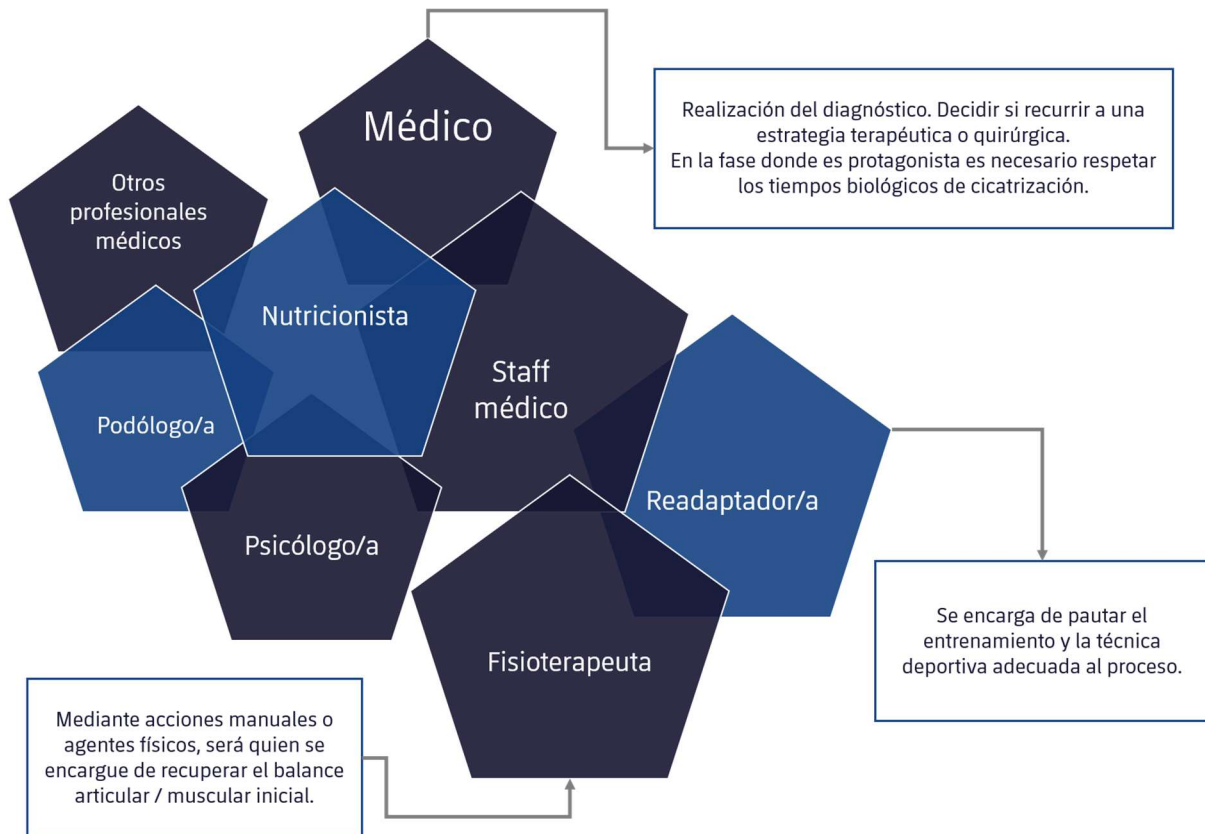 Médico
Realización del diagnóstico. Decidir si recurrir a una
estrategia terapéutica o quirúrgica.
En la fase donde es protagonista es necesario respetar
los tiempos biológicos de cicatrización.
Otros
profesionales
médicos
Nutricionista
Staff
médico
Podólogo/a
Readaptador/a
Psicólogo/a
Fisioterapeuta
Se encarga de pautar el
entrenamiento y la técnica
deportiva adecuada al proceso.
Mediante acciones manuales o
agentes físicos, será quien se
encargue de recuperar el balance
articular / muscular inicial.